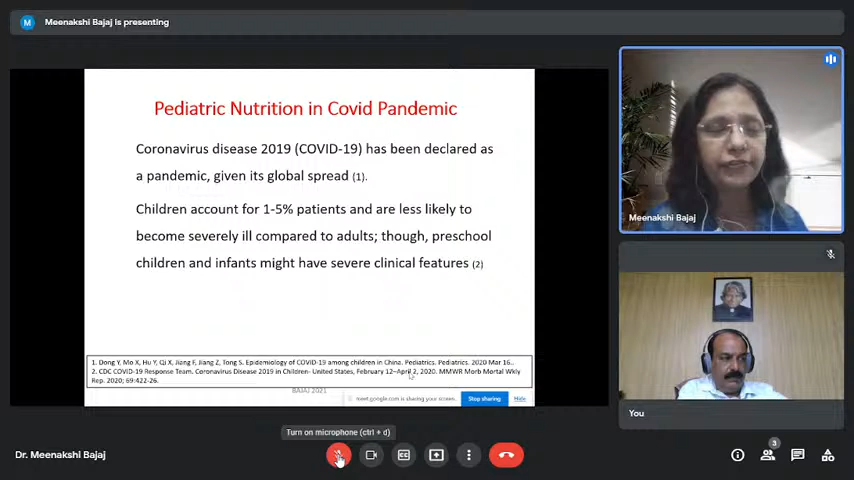 M Meenakshi Bajaj is presenting
Pediatric Nutrition in Covid Pandemic
Coronavirus disease 2019 (COVID-19) has been declared as
a pandemic, given its global spread (1).
Children account for 1-5% patients and are less likely to
become severely ill compared to adults; though, preschool
children and infants might have severe clinical features (2)
1. Dong Y, Mo X, Hu Y, Qi X, Jiang F, Jiang Z, Tong S. Epidemiology of COVID-19 among children in China. Pediatrics. Pediatrics. 2020 Mar 16..
2. CDC COVID-19 Response Team. Coronavirus Disease 2019 in Children- United States, February 12–April 2, 2020. MMWR Morb Mortal Wkly
Rep. 2020; 69:422-26.
BAJAJ 2021
meet.google.com is sharing your screen.
Stop sharing
Hide
Meenakshi Bajaj
You
Turn on microphone (ctrl + d)
Dr. Meenakshi Bajaj
3